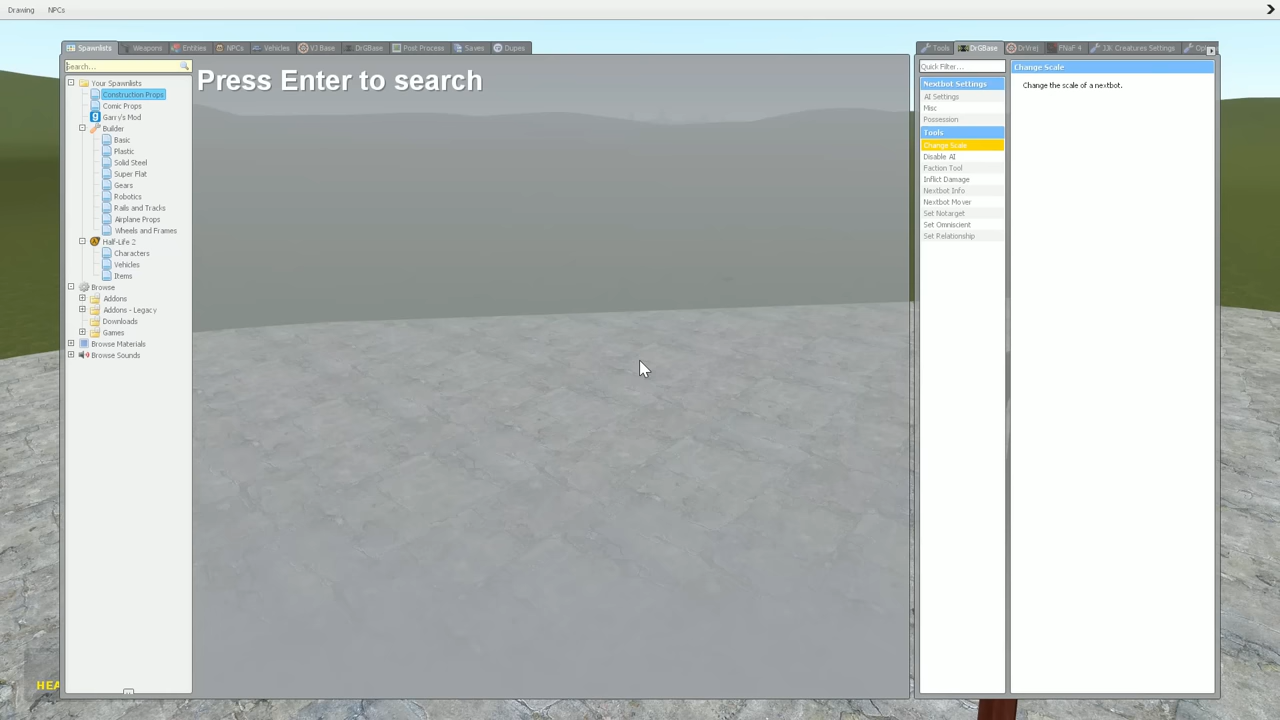 Drawing NPCs
Spawnlists Weapons Entities NPCs Vehicles VJ Base DrGBase Post Process Saves Dupes
Search...
Press Enter to search
Your Spawnlists
Construction Props
Comic Props
Garry's Mod
Builder
Basic
Plastic
Solid Steel
Super Flat
Gears
Robotics
Rails and Tracks
Airplane Props
Wheels and Frames
Half-Life 2
Characters
Vehicles
Items
Browse
Addons
Addons - Legacy
Downloads
Games
Browse Materials
Browse Sounds
HEA
Tools DrGBase DrVrej FNaF 4 Creatures Settings
Quick Filter...
Nextbot Settings
AI Settings
Misc
Possession
Tools
Change Scale
Disable AI
Faction Tool
Inflict Damage
Nextbot Info
Nextbot Mover
Set Notarget
Set Omniscient
Set Relationship
Change Scale
Change the scale of a nextbot.